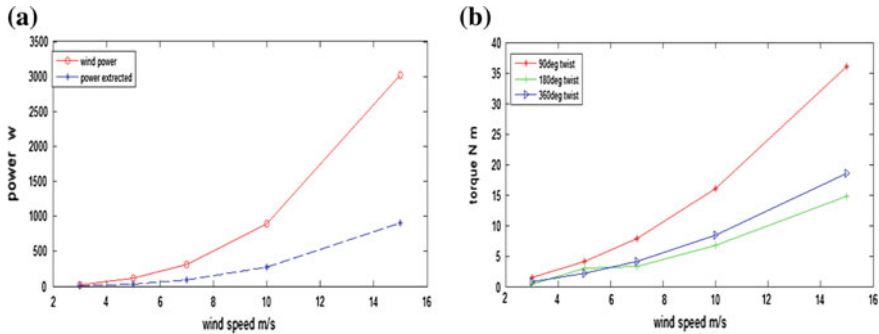 (a)
3500
3000
2500
2000
1500
1000
500
0
power w
wind power
power extrected
2 4 6 8 10 12 14 16
wind speed m/s
(b)
40
35
30
25
20
15
10
5
0
torque N m
90deg twist
180deg twist
360deg twist
2 4 6 8 10 12 14 16
wind speed m/s